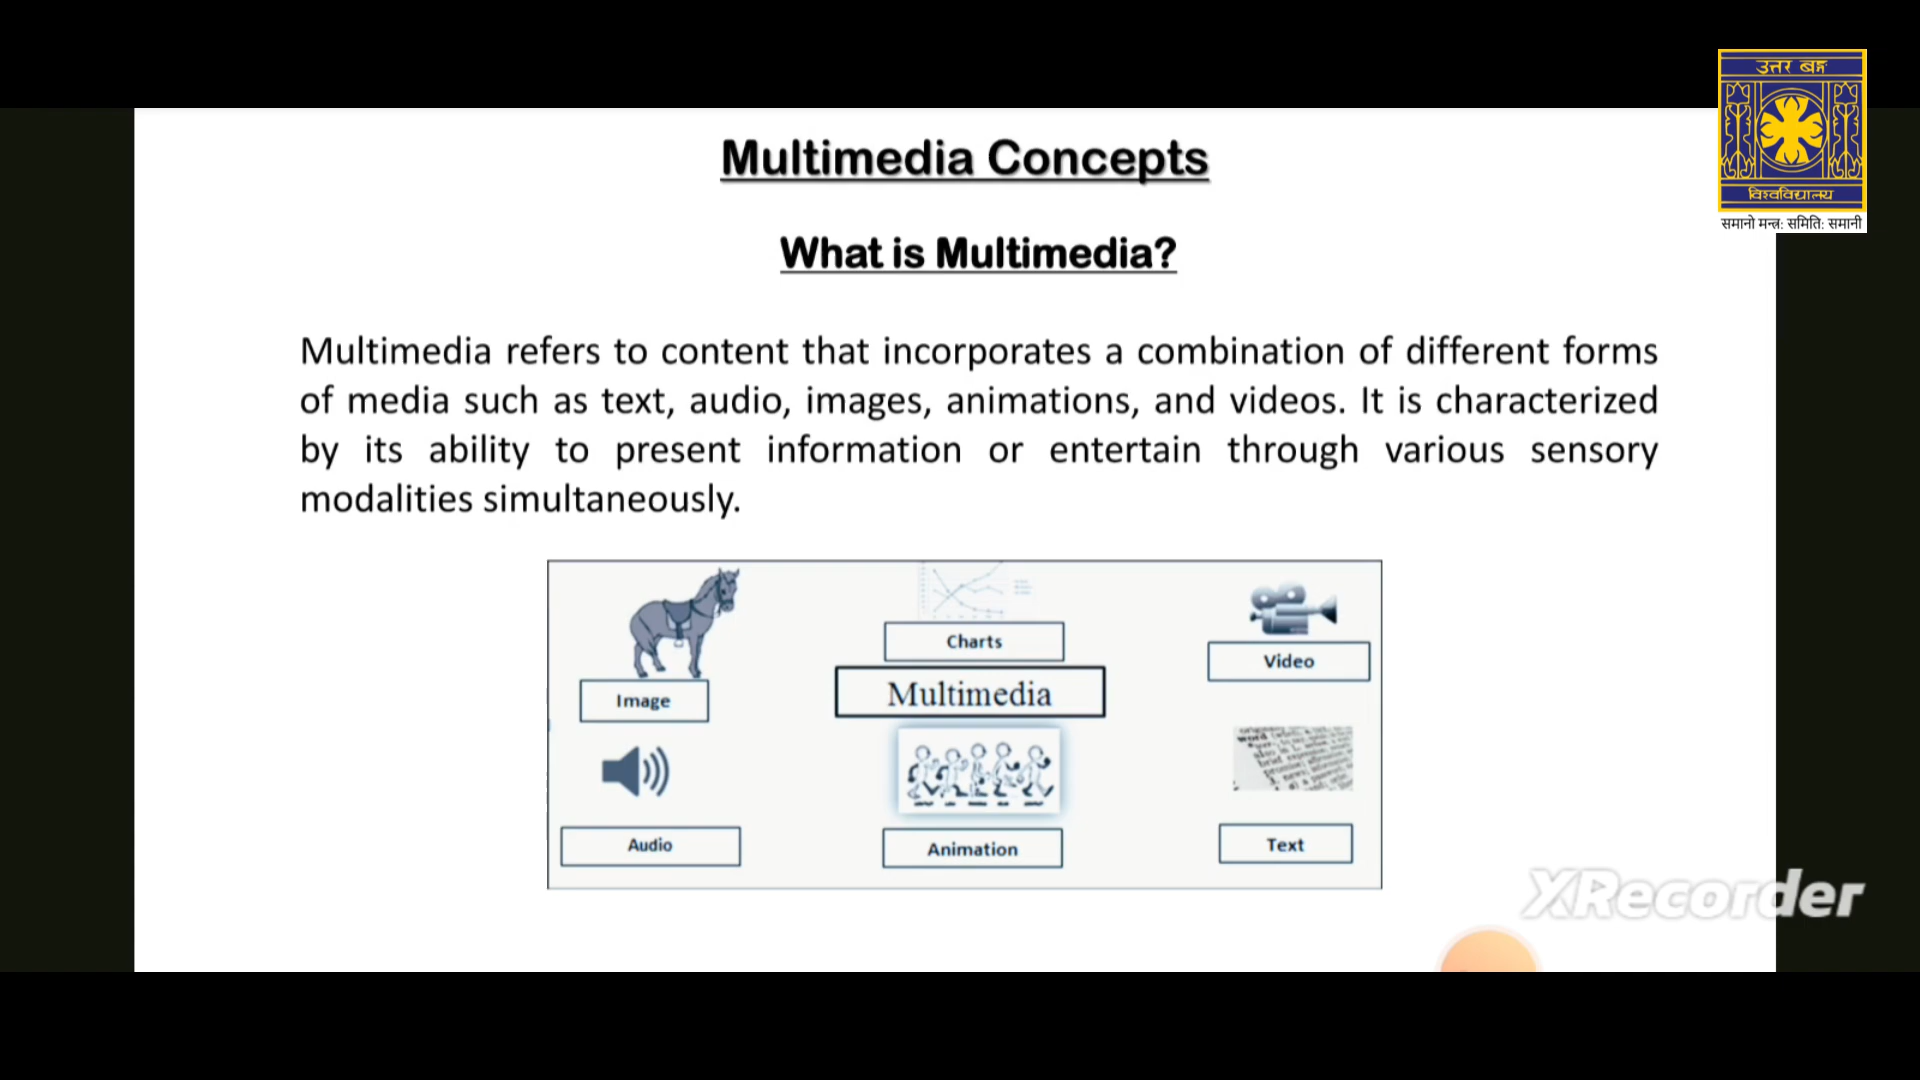 उत्तर बङ्ग
विश्वविद्यालय
समानो मन्त्र: समिति: समानी
Multimedia Concepts
What is Multimedia?
Multimedia refers to content that incorporates a combination of different forms
of media such as text, audio, images, animations, and videos. It is characterized
by its ability to present information or entertain through various sensory
modalities simultaneously.
Charts
Video
Multimedia
Image
word
Audio
Animation
Text
XRecorder